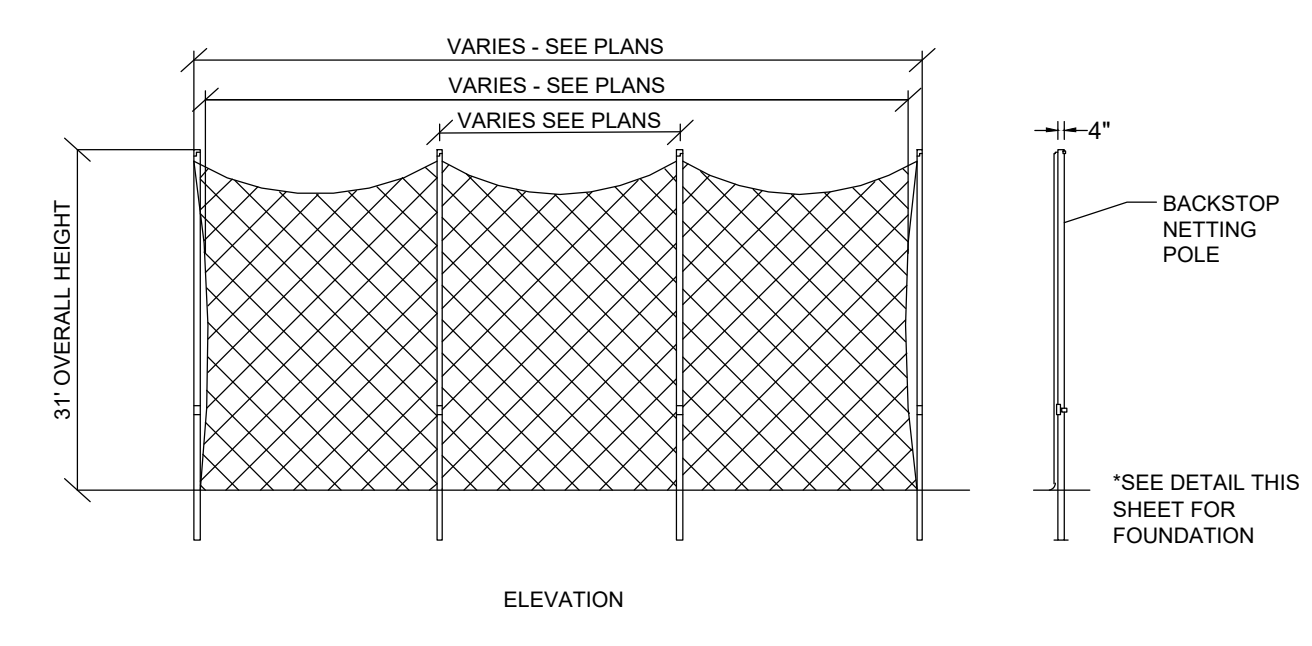 VARIES - SEE PLANS
VARIES - SEE PLANS
VARIES SEE PLANS
31' OVERALL HEIGHT
4"
BACKSTOP
NETTING
POLE
*SEE DETAIL THIS
SHEET FOR
FOUNDATION
ELEVATION